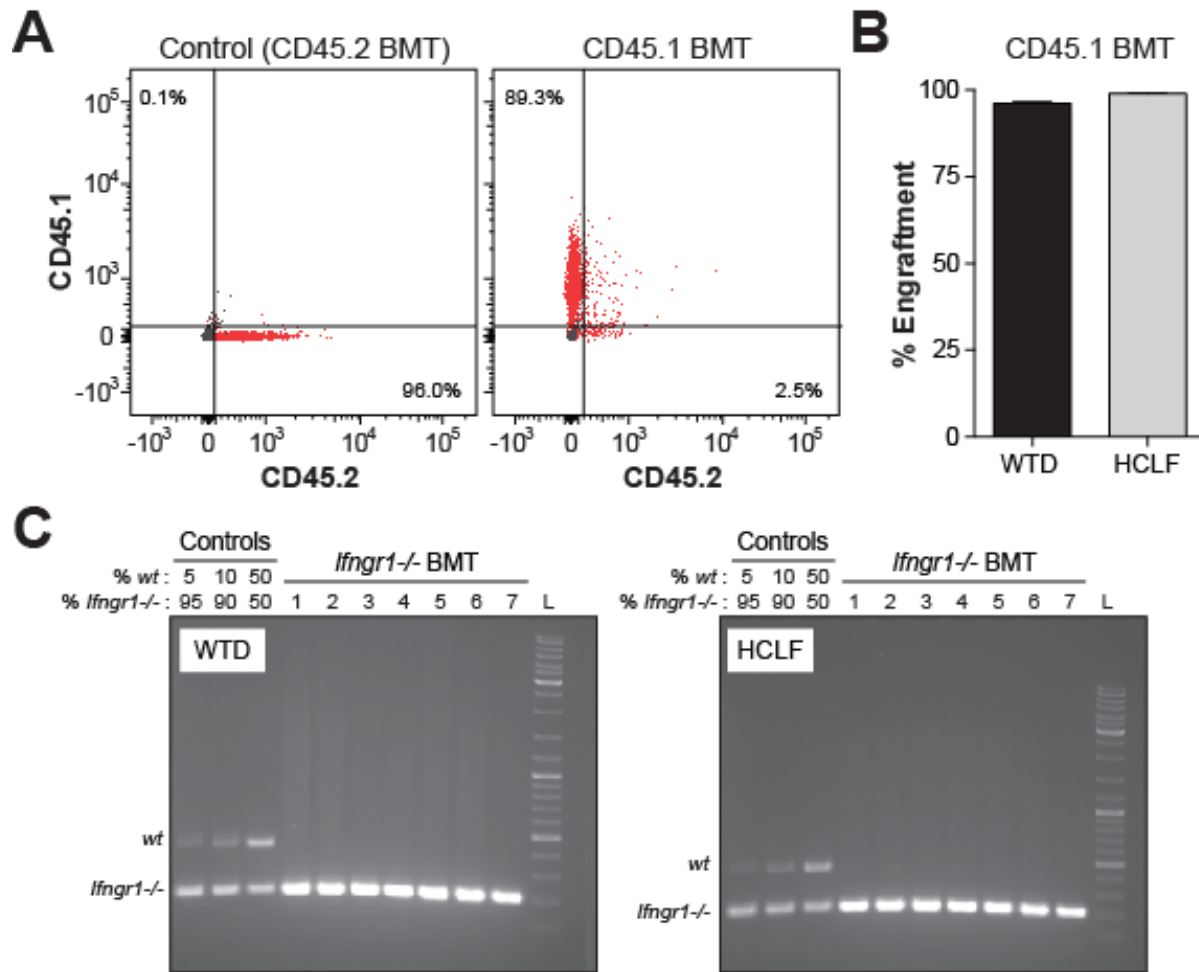 A
Control (CD45.2 BMT)
CD45.1 BMT
CD45.1
10⁵
10⁴
10³
0
-10³
0.1%
96.0%
89.3%
2.5%
-10³ 0 10³ 10⁴ 10⁵
-10³ 0 10³ 10⁴ 10⁵
CD45.2
CD45.2
B
CD45.1 BMT
% Engraftment
100
75
50
25
0
WTD HCLF
C
Controls
Ifngr1-/- BMT
% wt : 5 10 50
% Ifngr1-/- : 95 90 50 1 2 3 4 5 6 7 L
WTD
wt
Ifngr1-/-
Controls
Ifngr1-/- BMT
% wt : 5 10 50
% Ifngr1-/- : 95 90 50 1 2 3 4 5 6 7 L
HCLF
wt
Ifngr1-/-